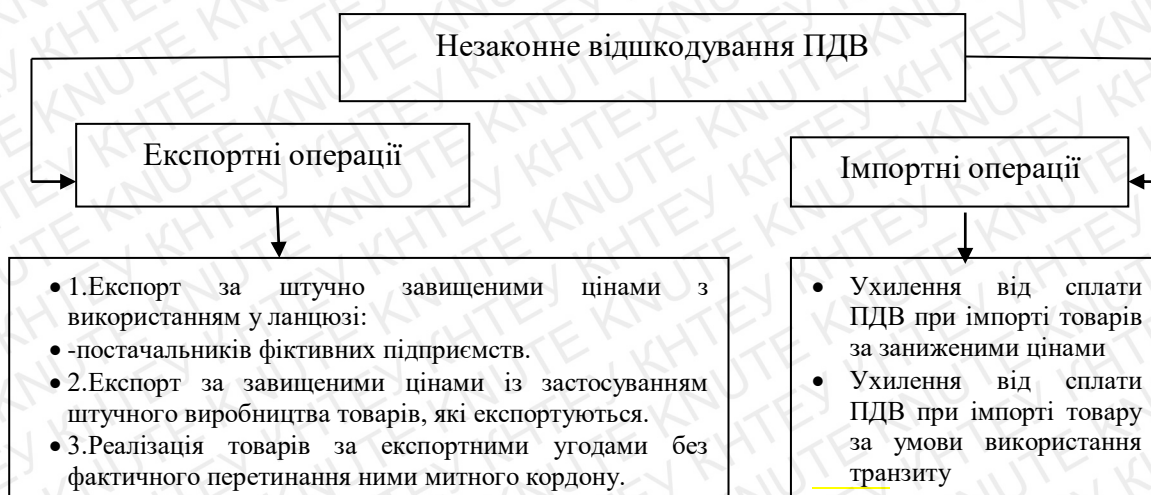 Незаконне відшкодування ПДВ
Експортні операції
Імпортні операції
• 1.Експорт за штучно завищеними цінами з
використанням у ланцюзі:
• -постачальників фіктивних підприємств.
• 2.Експорт за завищеними цінами із застосуванням
штучного виробництва товарів, які експортуються.
• 3.Реалізація товарів за експортними угодами без
фактичного перетинання ними митного кордону.
• Ухилення від сплати
ПДВ при імпорті товарів
за заниженими цінами
• Ухилення від сплати
ПДВ при імпорті товару
за умови використання
транзиту